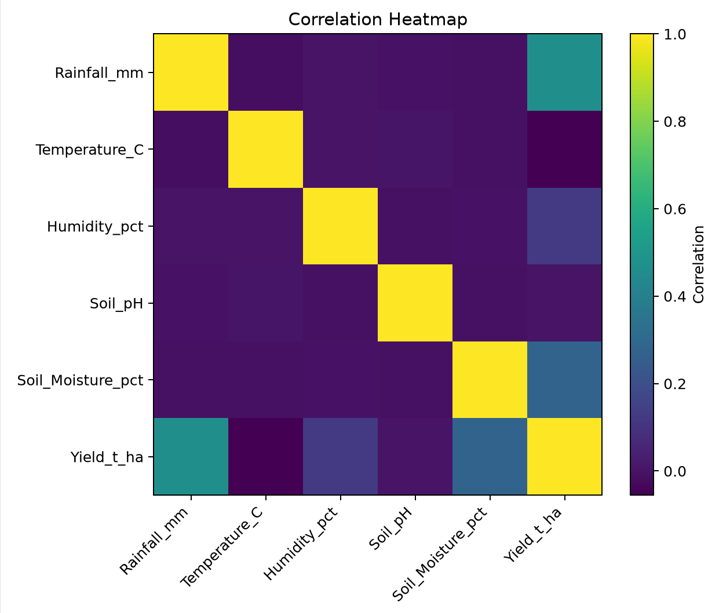 Correlation Heatmap
Rainfall_mm
Temperature_C
Humidity_pct
Soil_pH
Soil_Moisture_pct
Yield_t_ha
Rainfall_mm
Temperature_C
Humidity_pct
Soil_pH
Soil_Moisture_pct
Yield_t_ha
1.0
0.8
0.6
0.4
0.2
0.0
Correlation